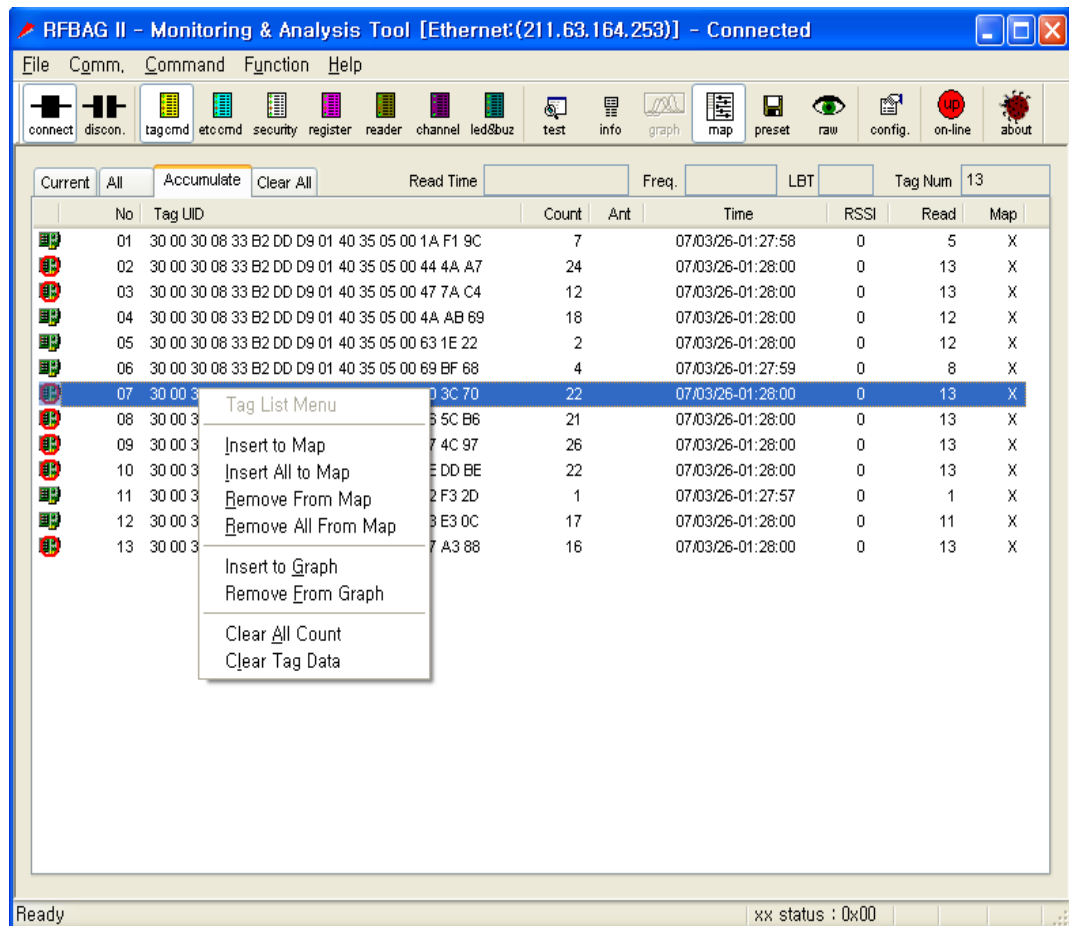 RFBAG II - Monitoring & Analysis Tool [Ethernet:(211.63.164.253)] - Connected
File Comm, Command Function Help
connect discon. tagcmd etccmd security register reader channel led&buz test info graph map preset raw config. on-line about
UP
Current All Accumulate Clear All Read Time Freq. LBT Tag Num 13
No Tag UID Count Ant Time RSSI Read Map
01 30 00 30 08 33 B2 DD D9 01 40 35 05 00 1A F1 9C 7 07/03/26-01:27:58 0 5 X
02 30 00 30 08 33 B2 DD D9 01 40 35 05 00 44 4A A7 24 07/03/26-01:28:00 0 13 X
03 30 00 30 08 33 B2 DD D9 01 40 35 05 00 47 7A C4 12 07/03/26-01:28:00 0 13 X
04 30 00 30 08 33 B2 DD D9 01 40 35 05 00 4A AB 69 18 07/03/26-01:28:00 0 12 X
05 30 00 30 08 33 B2 DD D9 01 40 35 05 00 63 1E 22 2 07/03/26-01:28:00 0 12 X
06 30 00 30 08 33 B2 DD D9 01 40 35 05 00 69 BF 68 4 07/03/26-01:27:59 0 8 X
07 30 00 3 3C 70 22 07/03/26-01:28:00 0 13 X
08 30 00 3 5C B6 21 07/03/26-01:28:00 0 13 X
09 30 00 3 4C 97 26 07/03/26-01:28:00 0 13 X
10 30 00 3 E DD BE 22 07/03/26-01:28:00 0 13 X
11 30 00 3 2 F3 2D 1 07/03/26-01:27:57 0 1 X
12 30 00 3 E3 0C 17 07/03/26-01:28:00 0 11 X
13 30 00 3 7 A3 88 16 07/03/26-01:28:00 0 13 X
Tag List Menu
Insert to Map
Insert All to Map
Remove From Map
Remove All From Map
Insert to Graph
Remove From Graph
Clear All Count
Clear Tag Data
Ready xx status : 0x00